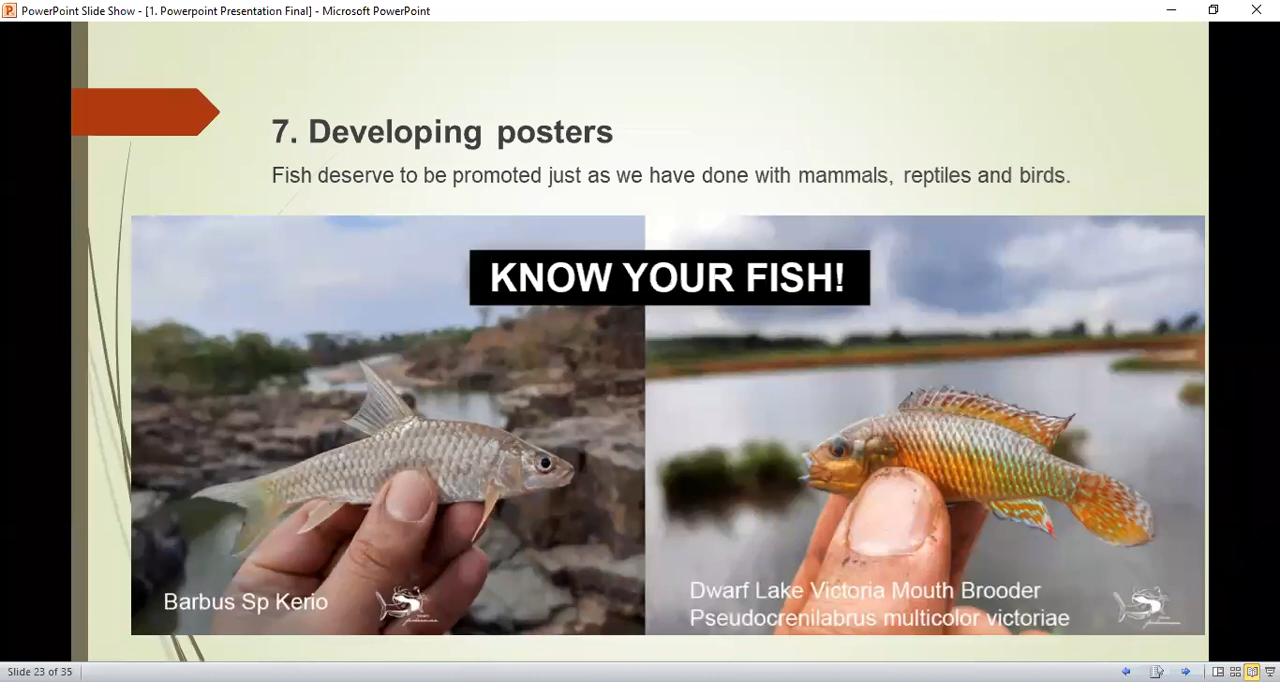 PowerPoint Slide Show - [1. Powerpoint Presentation Final] - Microsoft PowerPoint
7. Developing posters
Fish deserve to be promoted just as we have done with mammals, reptiles and birds.
KNOW YOUR FISH!
Barbus Sp Kerio
Dwarf Lake Victoria Mouth Brooder
Pseudocrenilabrus multicolor victoriae
Slide 23 of 35